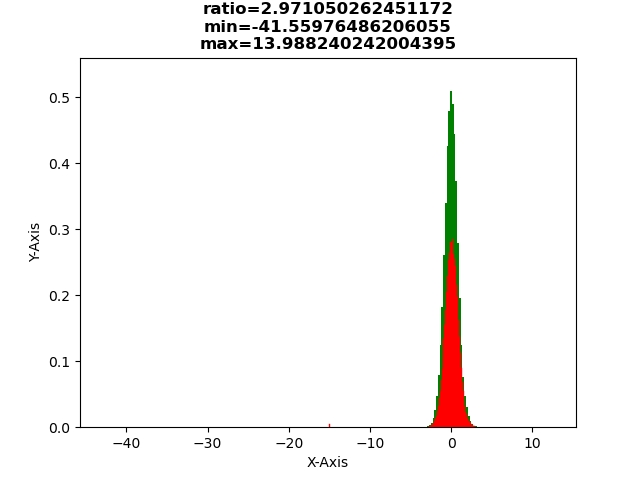 ratio=2.971050262451172
min=-41.55976486206055
max=13.988240242004395
0.5
0.4
0.3
0.2
0.1
0.0
Y-Axis
−40 −30 −20 −10 0 10
X-Axis